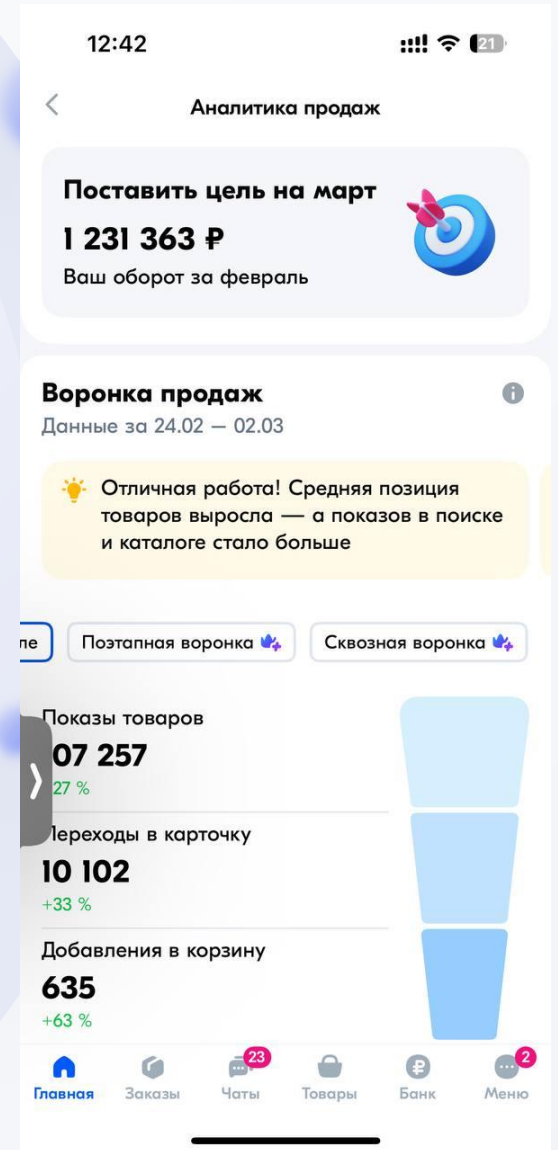 12:42
21
Аналитика продаж
Поставить цель на март
1 231 363 ₽
Ваш оборот за февраль
Воронка продаж
Данные за 24.02 — 02.03
Отличная работа! Средняя позиция
товаров выросла — а показов в поиске
и каталоге стало больше
Поэтапная воронка
Сквозная воронка
Показы товаров
07 257
27 %
Переходы в карточку
10 102
+33 %
Добавления в корзину
635
+63 %
23
2
Главная
Заказы
Чаты
Товары
Банк
Меню